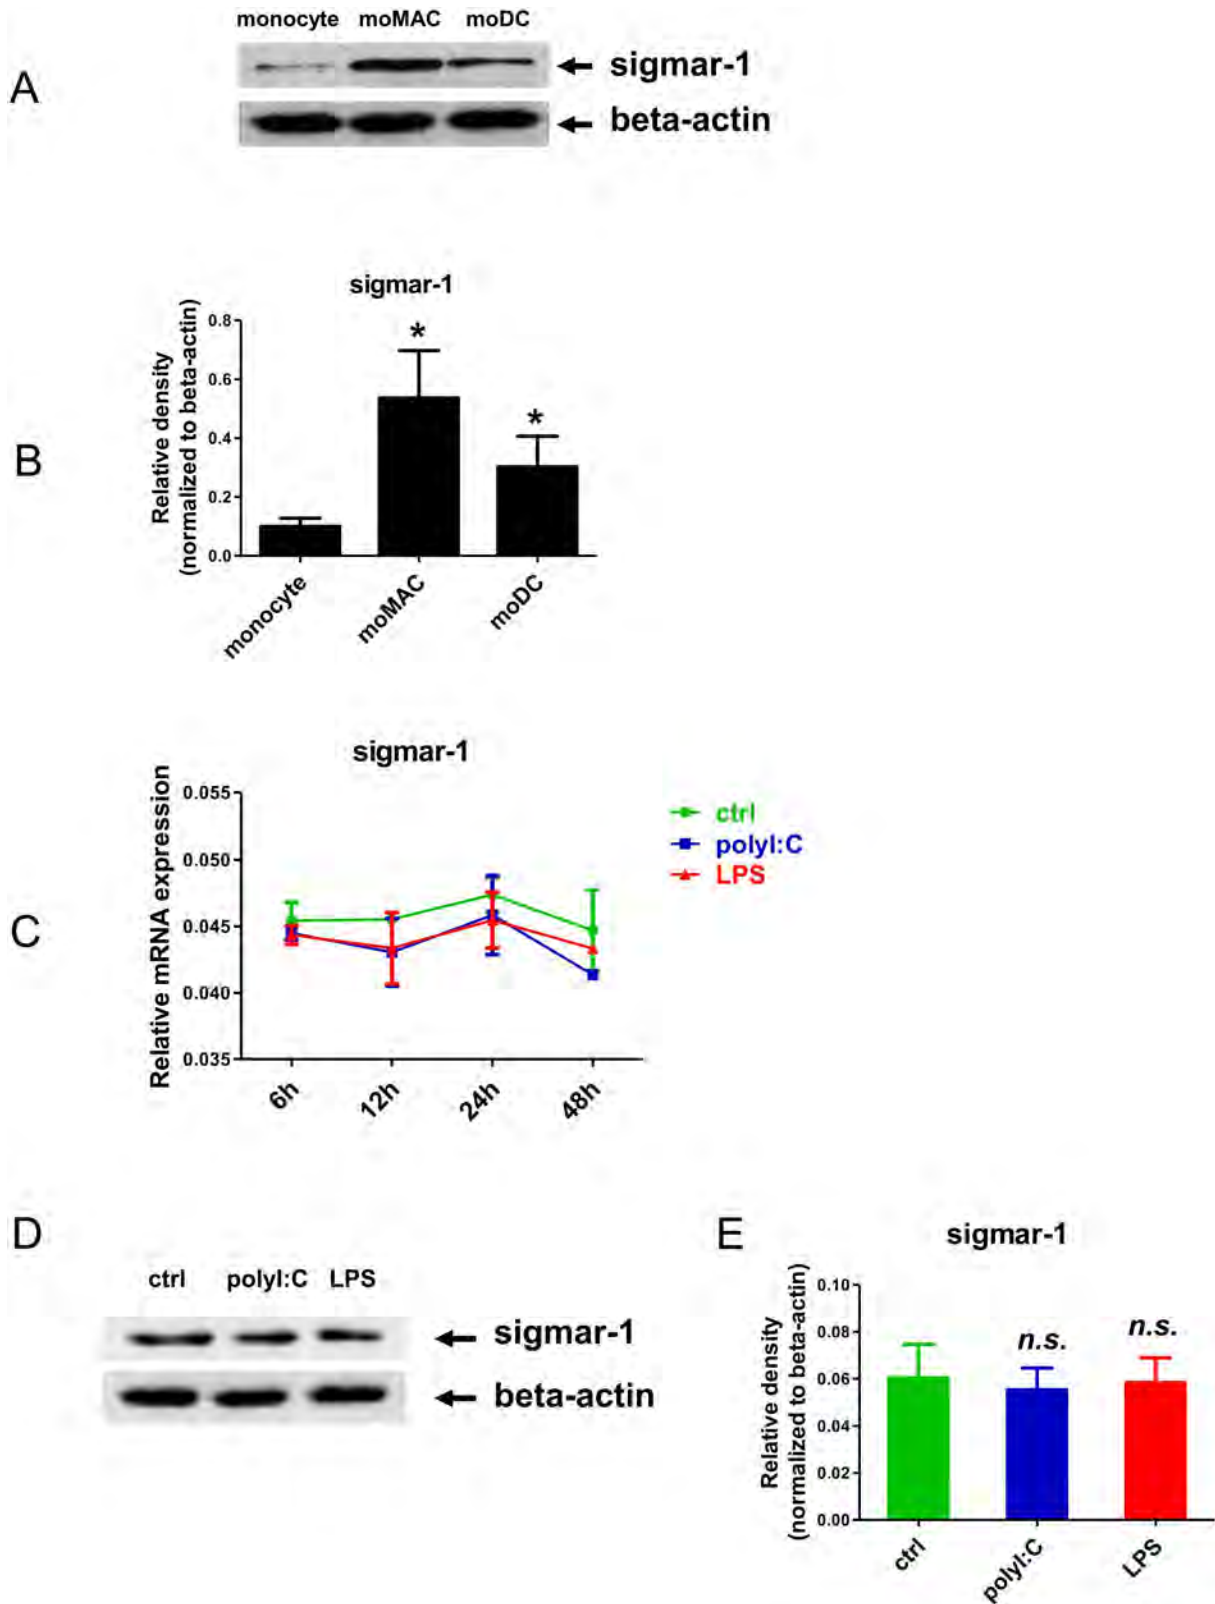 A
monocyte moMAC moDC
sigmar-1
beta-actin
B
sigmar-1
Relative density
(normalized to beta-actin)
0.8
0.6
0.4
0.2
0.0
*
*
monocyte
moMAC
moDC
C
sigmar-1
Relative mRNA expression
0.055
0.050
0.045
0.040
0.035
6h
12h
24h
48h
ctrl
polyI:C
LPS
D
ctrl polyI:C LPS
sigmar-1
beta-actin
E
sigmar-1
Relative density
(normalized to beta-actin)
0.10
0.08
0.06
0.04
0.02
0.00
n.s.
n.s.
ctrl
polyI:C
LPS